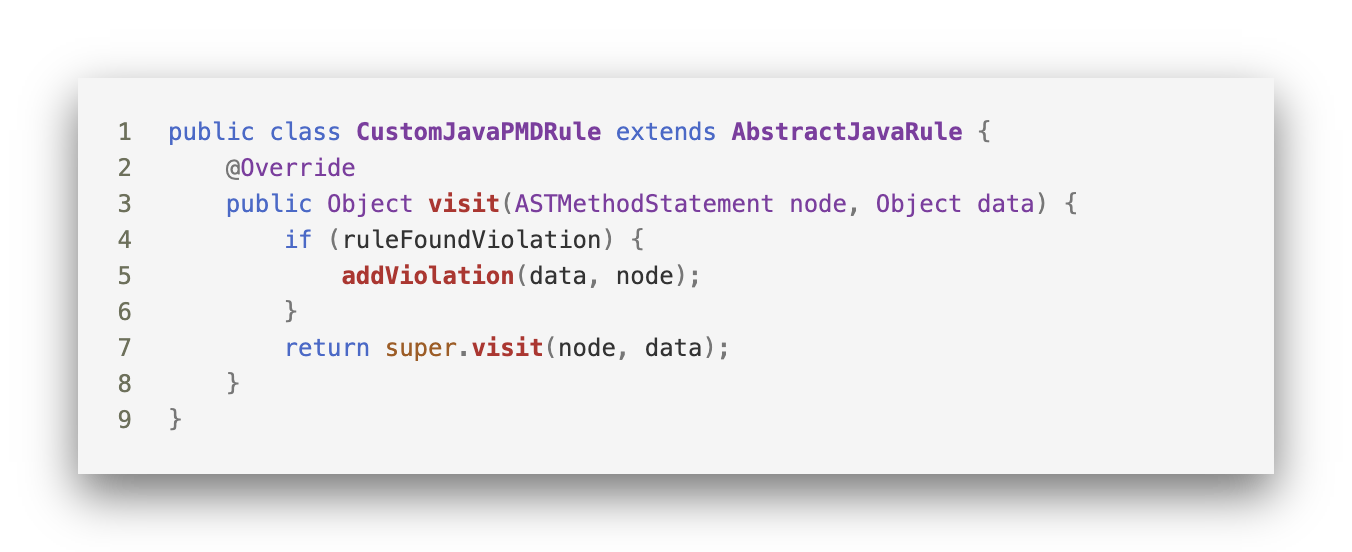 1 public class CustomJavaPMDRule extends AbstractJavaRule {
2     @Override
3     public Object visit(ASTMethodStatement node, Object data) {
4         if (ruleFoundViolation) {
5             addViolation(data, node);
6         }
7         return super.visit(node, data);
8     }
9 }